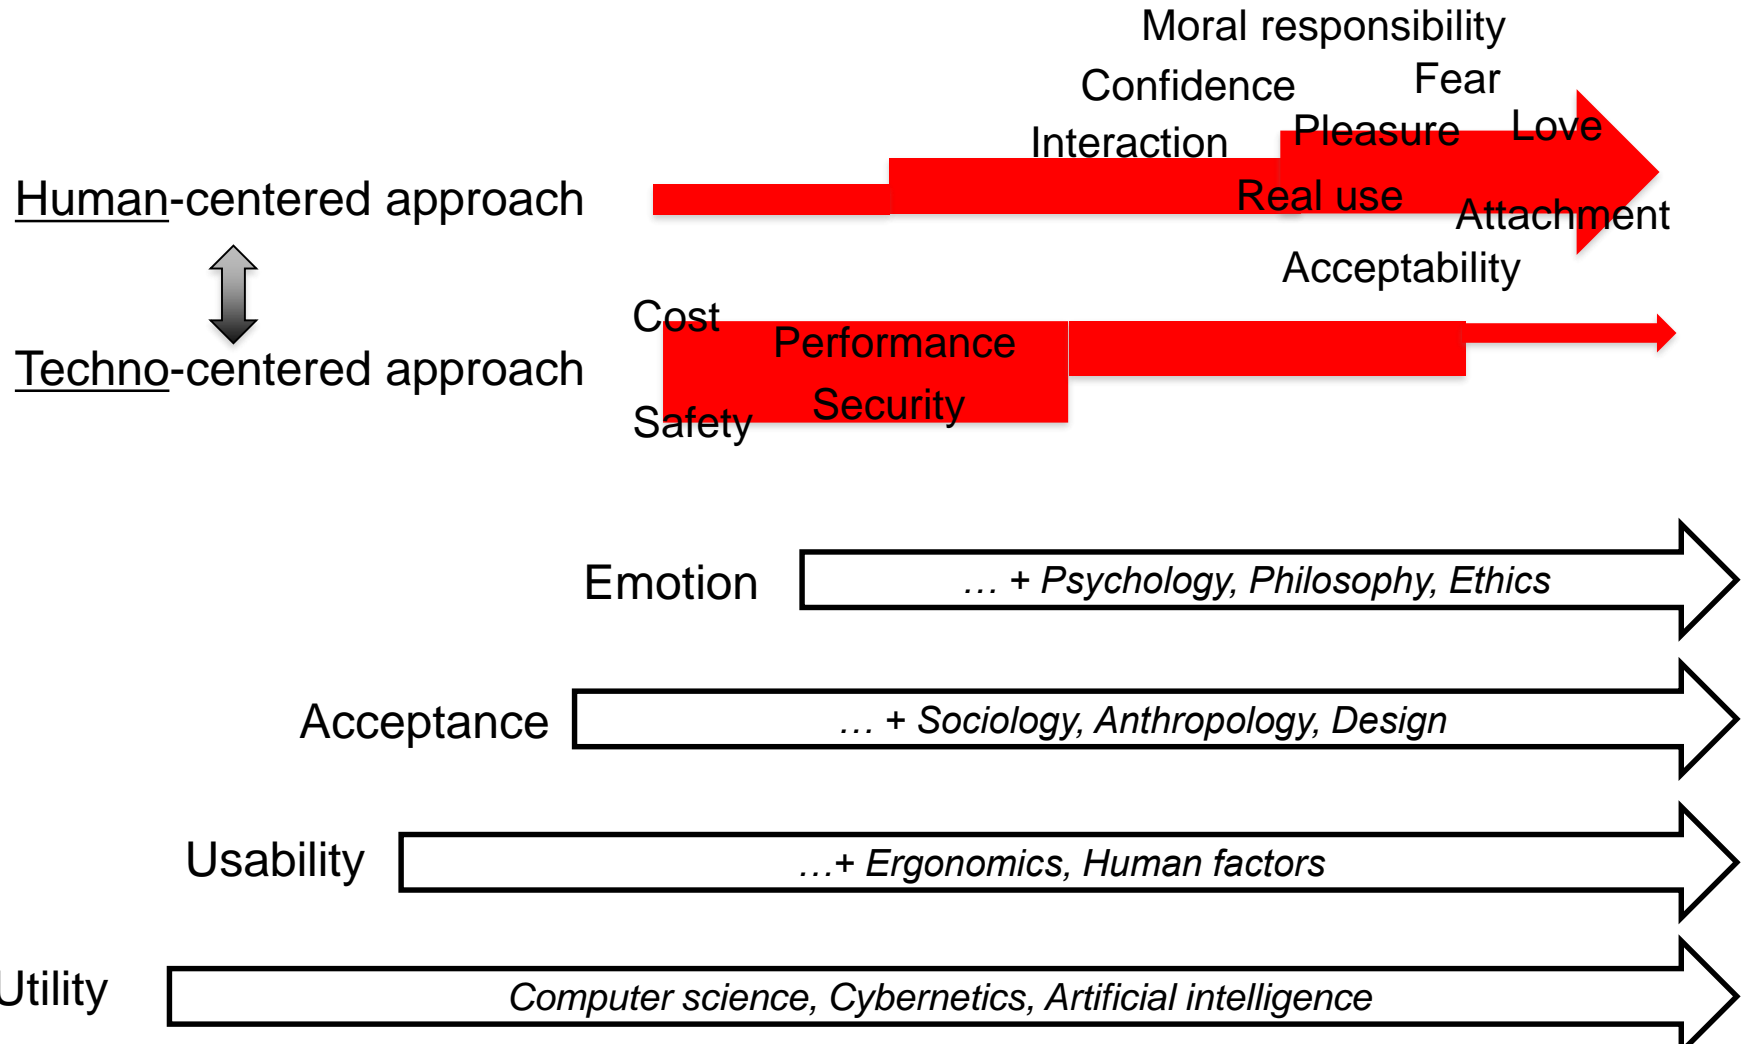 Moral responsibility
Confidence
Fear
Interaction
Pleasure
Love
Human-centered approach
Real use
Attachment
Acceptability
Cost
Performance
Techno-centered approach
Security
Safety
Emotion
… + Psychology, Philosophy, Ethics
Acceptance
… + Sociology, Anthropology, Design
Usability
…+ Ergonomics, Human factors
Utility
Computer science, Cybernetics, Artificial intelligence